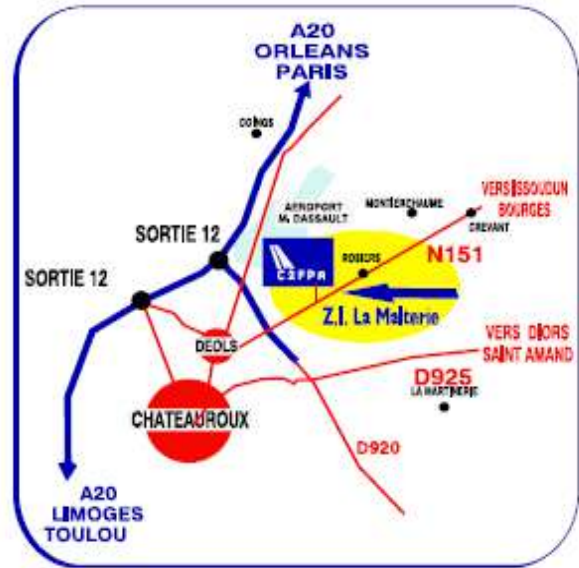 A20
ORLEANS
PARIS
COINGS
AEROPORT
M. DASSAULT
MONTIERCHAUME
VERS ISSOUDUN
BOURGES
CREVANT
SORTIE 12
N151
C2FPA
ROSIERS
SORTIE 12
Z.I. La Malterie
DEOLS
VERS DIORS
SAINT AMAND
D925
LA MARTINERIE
CHATEAUROUX
D920
A20
LIMOGES
TOULOU